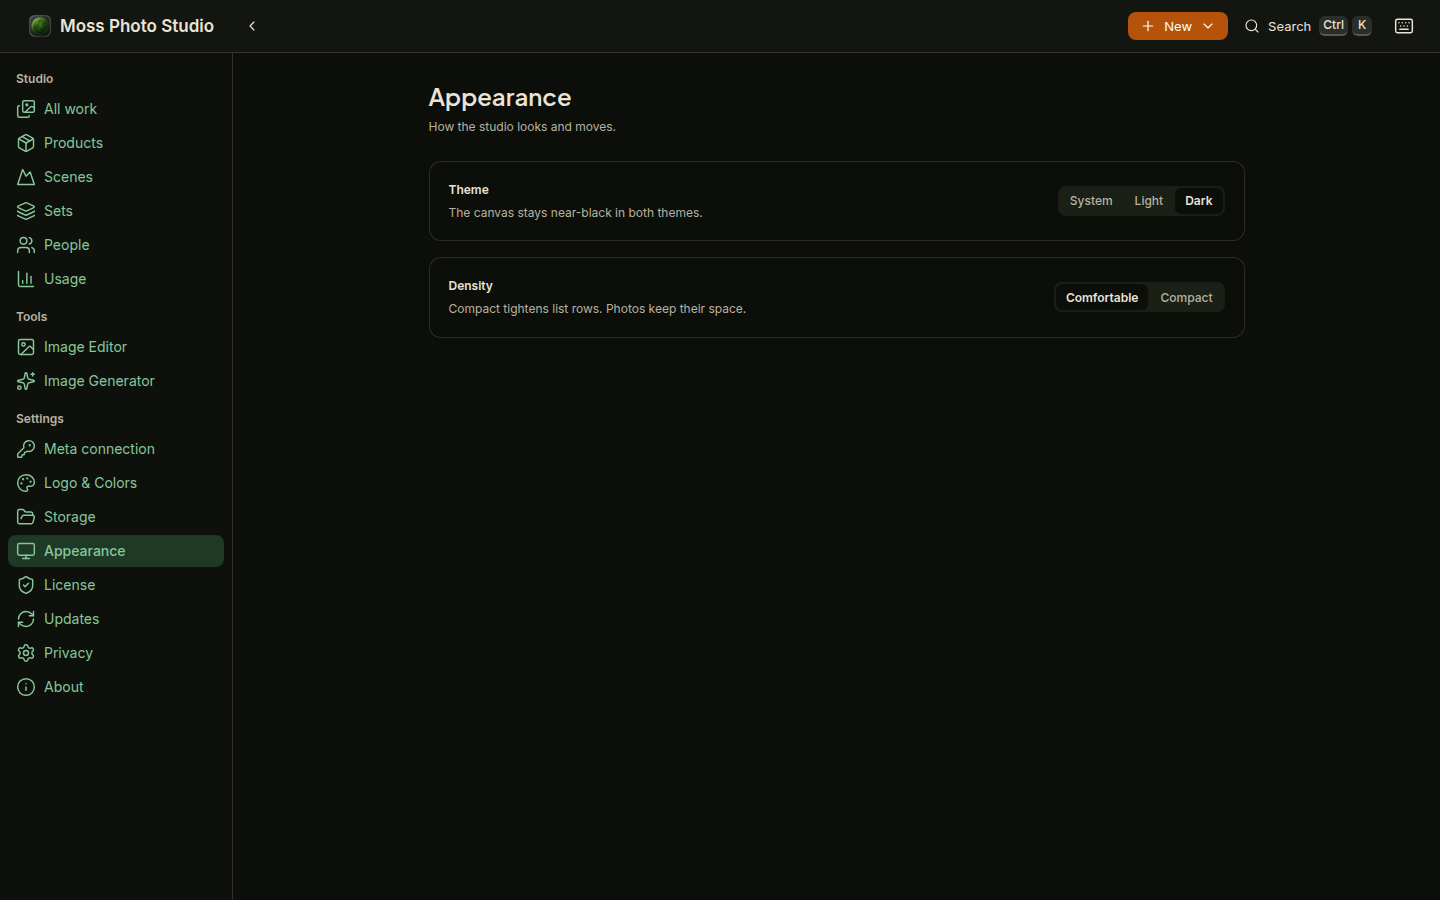 Moss Photo Studio
New
Search Ctrl K
Studio
All work
Products
Scenes
Sets
People
Usage
Tools
Image Editor
Image Generator
Settings
Meta connection
Logo & Colors
Storage
Appearance
License
Updates
Privacy
About
Appearance
How the studio looks and moves.
Theme
The canvas stays near-black in both themes.
System Light Dark
Density
Compact tightens list rows. Photos keep their space.
Comfortable Compact